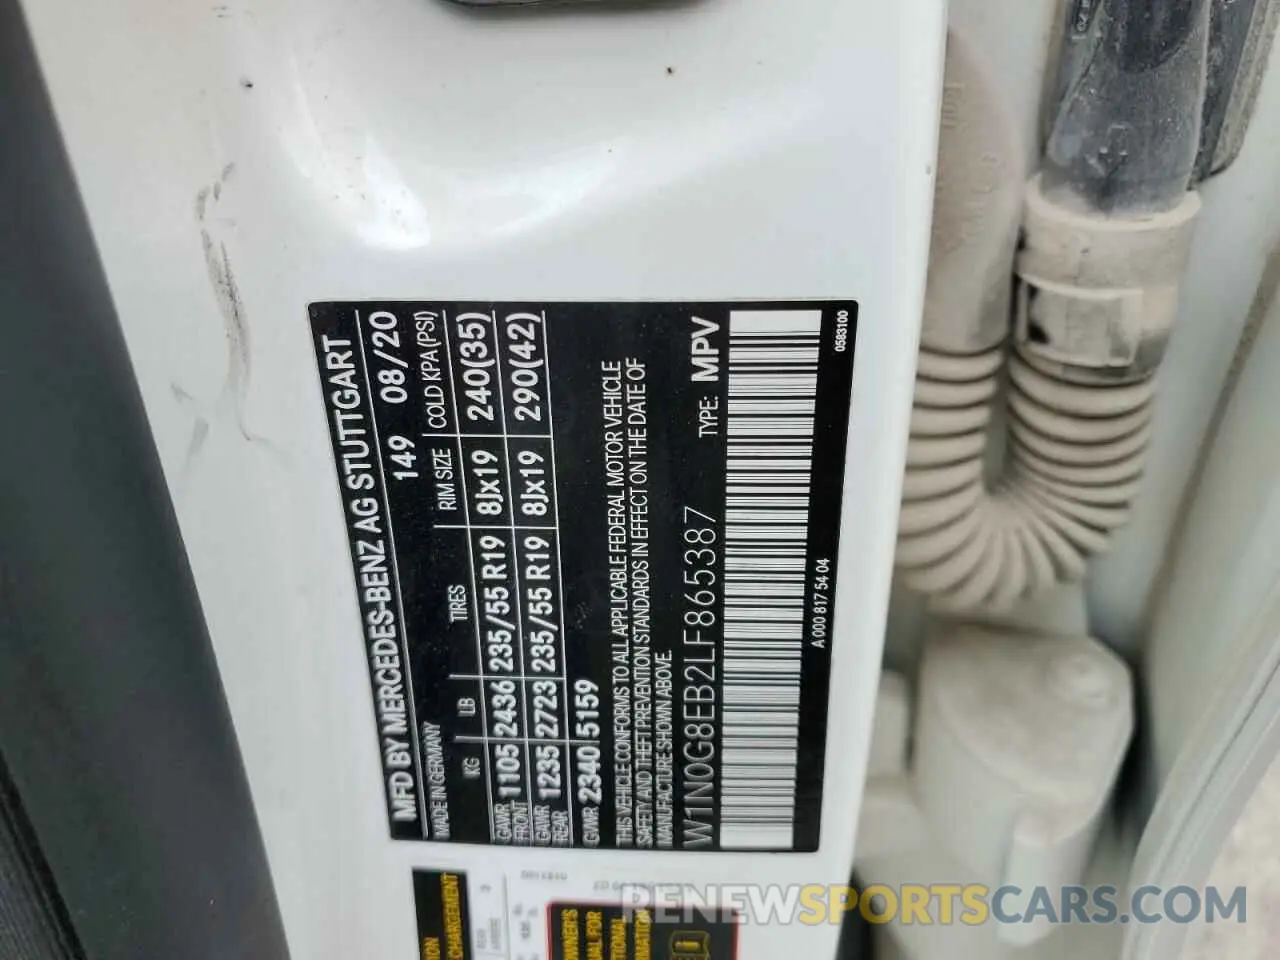 MFD BY MERCEDES-BENZ AG STUTTGART
MADE IN GERMANY 149 08/20
KG LB TIRES RIM SIZE COLD KPA (PSI)
GAWR FRONT 1105 2436 235/55 R19 8Jx19 240(35)
GAWR REAR 1235 2723 235/55 R19 8Jx19 290(42)
GVWR 2340 5159
THIS VEHICLE CONFORMS TO ALL APPLICABLE FEDERAL MOTOR VEHICLE
SAFETY AND THEFT PREVENTION STANDARDS IN EFFECT ON THE DATE OF
MANUFACTURE SHOWN ABOVE.
W1N0G8EB2LF865387 TYPE: MPV
A 000 817 54 04 0583100
CHARGEMENT
RENEWSPORTSCARS.COM